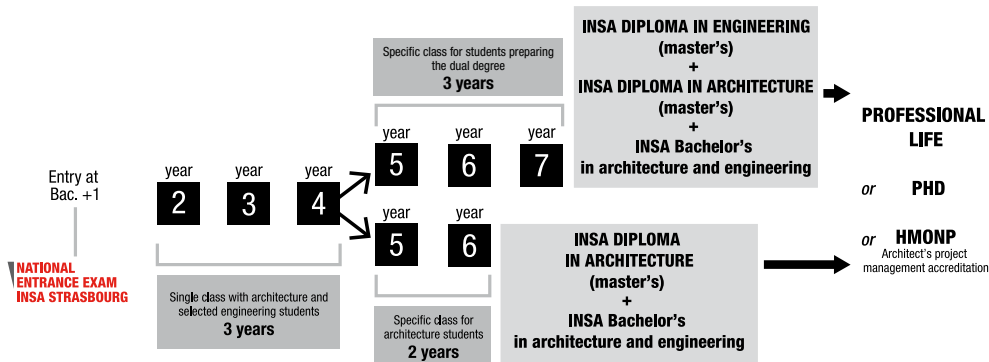 Entry at
Bac. +1
NATIONAL
ENTRANCE EXAM
INSA STRASBOURG
year
2
year
3
year
4
Single class with architecture and
selected engineering students
3 years
Specific class for students preparing
the dual degree
3 years
year
5
year
6
year
7
INSA DIPLOMA IN ENGINEERING
(master's)
+
INSA DIPLOMA IN ARCHITECTURE
(master's)
+
INSA Bachelor's
in architecture and engineering
year
5
year
6
Specific class for
architecture students
2 years
INSA DIPLOMA
IN ARCHITECTURE
(master's)
+
INSA Bachelor's
in architecture and engineering
PROFESSIONAL
LIFE
or PHD
or HMONP
Architect's project
management accreditation